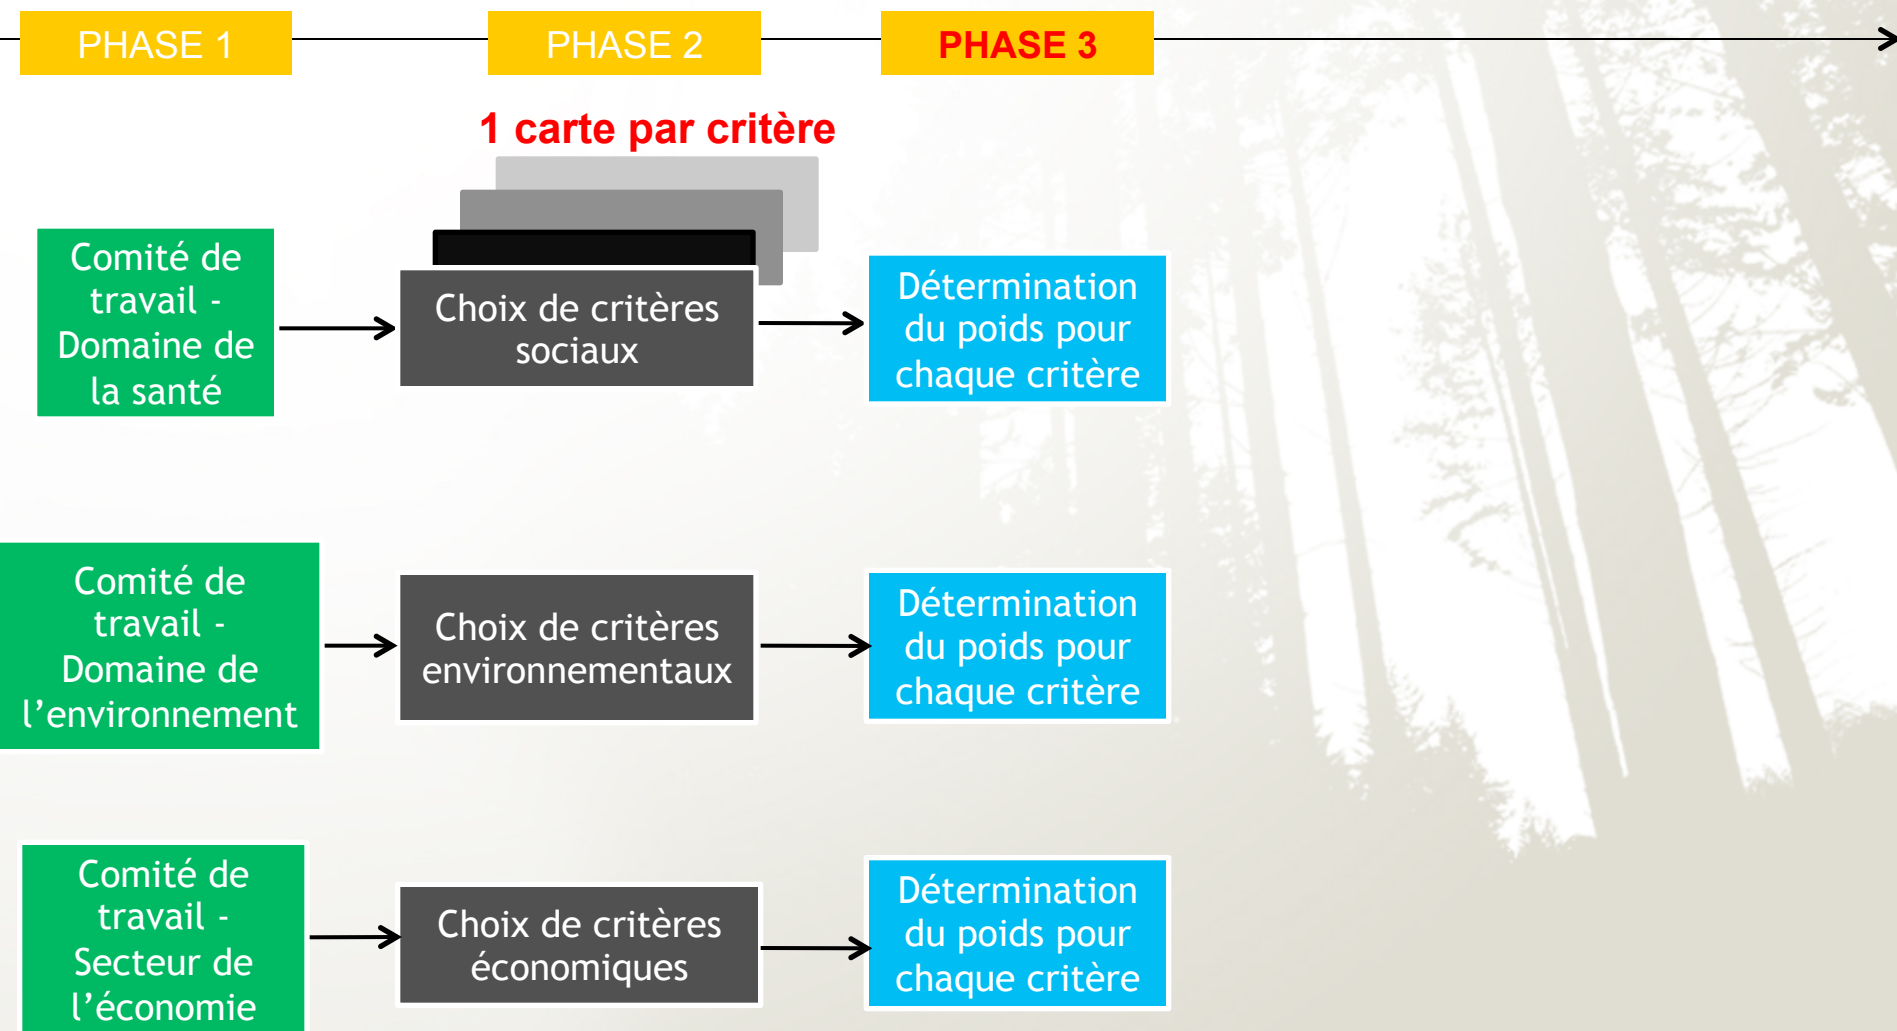 PHASE 1
PHASE 2
PHASE 3
1 carte par critère
Comité de
travail -
Domaine de
la santé
Choix de critères
sociaux
Détermination
du poids pour
chaque critère
Comité de
travail -
Domaine de
l’environnement
Choix de critères
environnementaux
Détermination
du poids pour
chaque critère
Comité de
travail -
Secteur de
l’économie
Choix de critères
économiques
Détermination
du poids pour
chaque critère